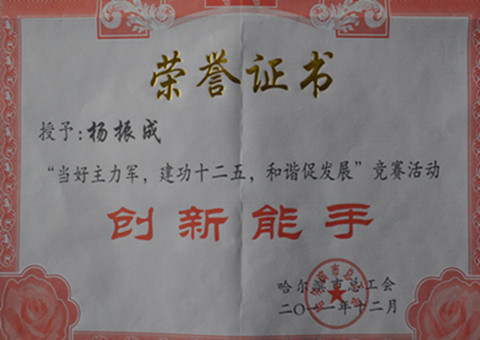 荣誉证书
授予：杨振成
“当好主力军，建功十二五，和谐促发展”竞赛活动
创新能手
哈尔滨市总工会
二〇一一年十二月